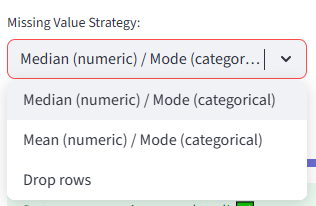 Missing Value Strategy:
Median (numeric) / Mode (categor...
Median (numeric) / Mode (categorical)
Mean (numeric) / Mode (categorical)
Drop rows